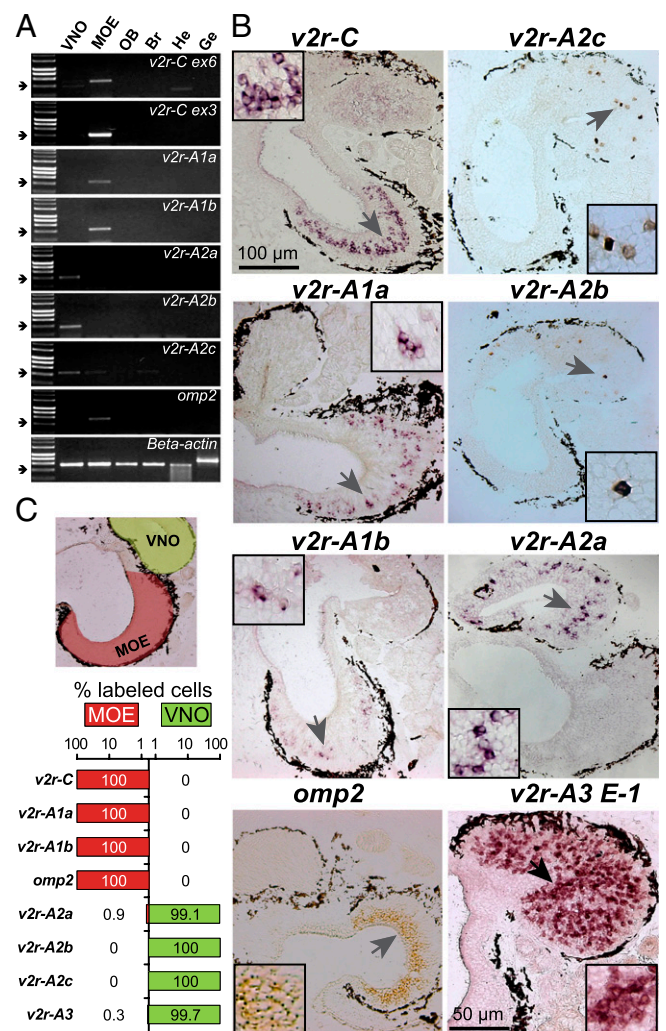 A
VNO MOE OB Br He Ge
v2r-C ex6
v2r-C ex3
v2r-A1a
v2r-A1b
v2r-A2a
v2r-A2b
v2r-A2c
omp2
Beta-actin
B
v2r-C v2r-A2c
100 µm
v2r-A1a v2r-A2b
v2r-A1b v2r-A2a
omp2 v2r-A3 E-1
50 µm
C
VNO
MOE
% labeled cells
MOE VNO
100 10 1 1 10 100
v2r-C 100 0
v2r-A1a 100 0
v2r-A1b 100 0
omp2 100 0
v2r-A2a 0.9 99.1
v2r-A2b 0 100
v2r-A2c 0 100
v2r-A3 0.3 99.7